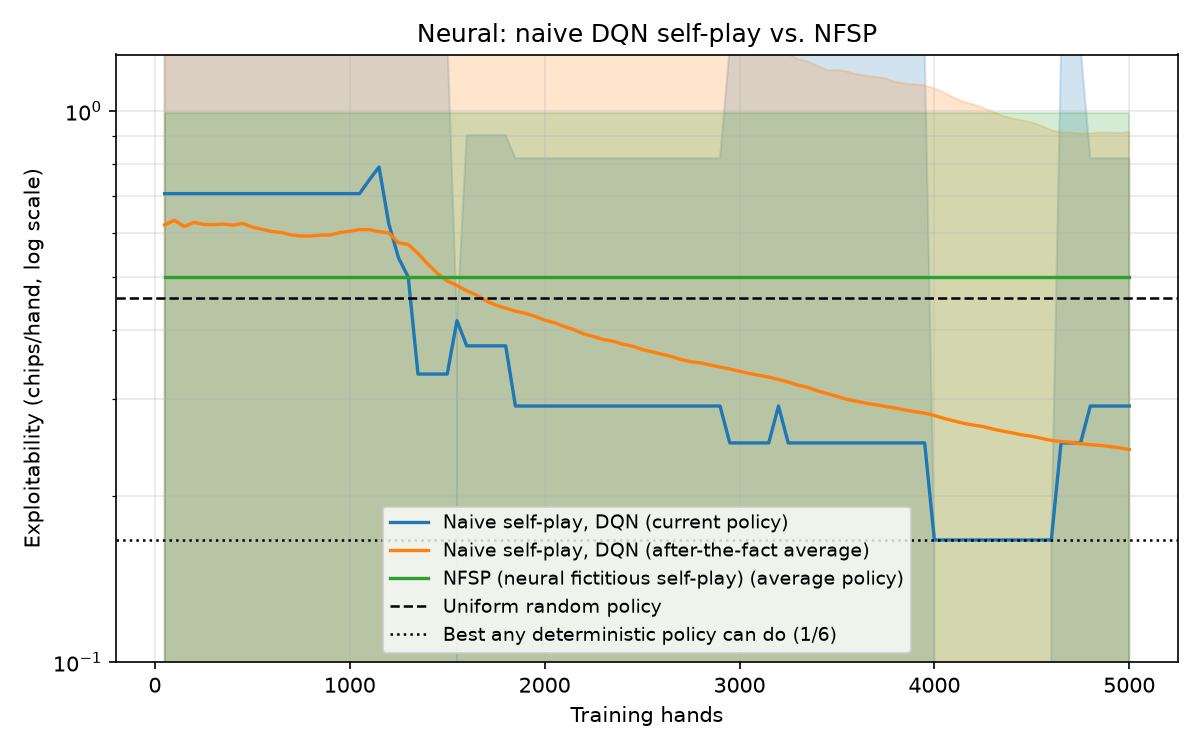 Neural: naive DQN self-play vs. NFSP
Exploitability (chips/hand, log scale)
10⁰
10⁻¹
Naive self-play, DQN (current policy)
Naive self-play, DQN (after-the-fact average)
NFSP (neural fictitious self-play) (average policy)
Uniform random policy
Best any deterministic policy can do (1/6)
0 1000 2000 3000 4000 5000
Training hands